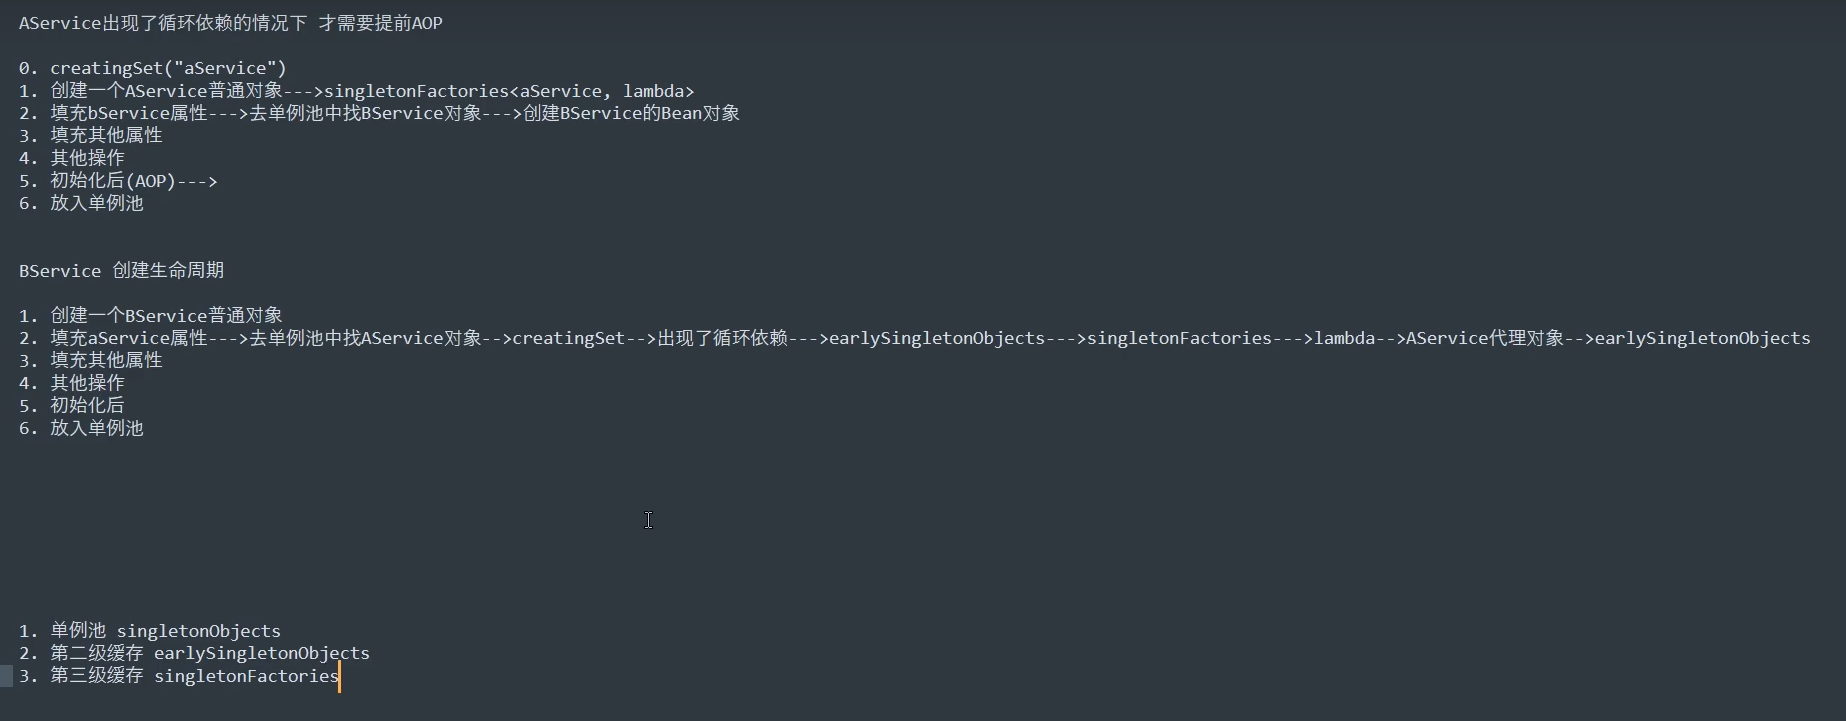 AService出现了循环依赖的情况下 才需要提前AOP
0. creatingSet("aService")
1. 创建一个AService普通对象--->singletonFactories<aService, lambda>
2. 填充bService属性--->去单例池中找BService对象--->创建BService的Bean对象
3. 填充其他属性
4. 其他操作
5. 初始化后(AOP)--->
6. 放入单例池
BService 创建生命周期
1. 创建一个BService普通对象
2. 填充aService属性--->去单例池中找AService对象-->creatingSet-->出现了循环依赖--->earlySingletonObjects--->singletonFactories--->lambda-->AService代理对象-->earlySingletonObjects
3. 填充其他属性
4. 其他操作
5. 初始化后
6. 放入单例池
1. 单例池 singletonObjects
2. 第二级缓存 earlySingletonObjects
3. 第三级缓存 singletonFactories